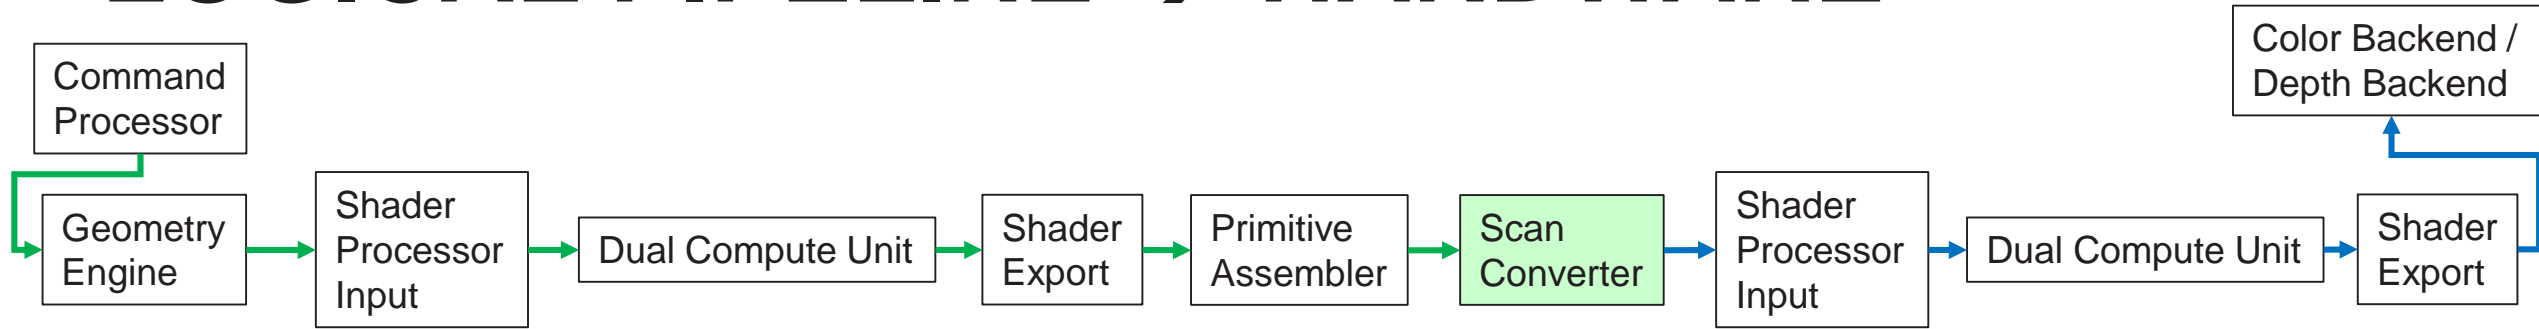 Command
Processor
Color Backend /
Depth Backend
Geometry
Engine
Shader
Processor
Input
Dual Compute Unit
Shader
Export
Primitive
Assembler
Scan
Converter
Shader
Processor
Input
Dual Compute Unit
Shader
Export